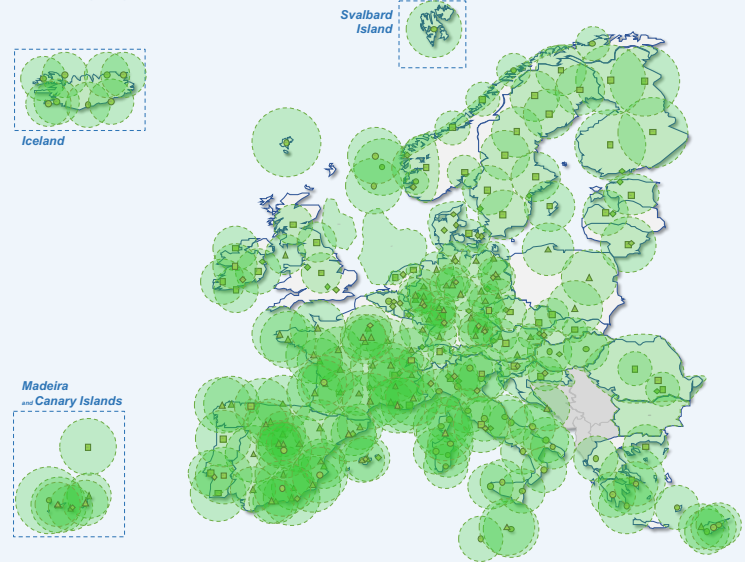 Svalbard
Island
Iceland
Madeira
and Canary Islands